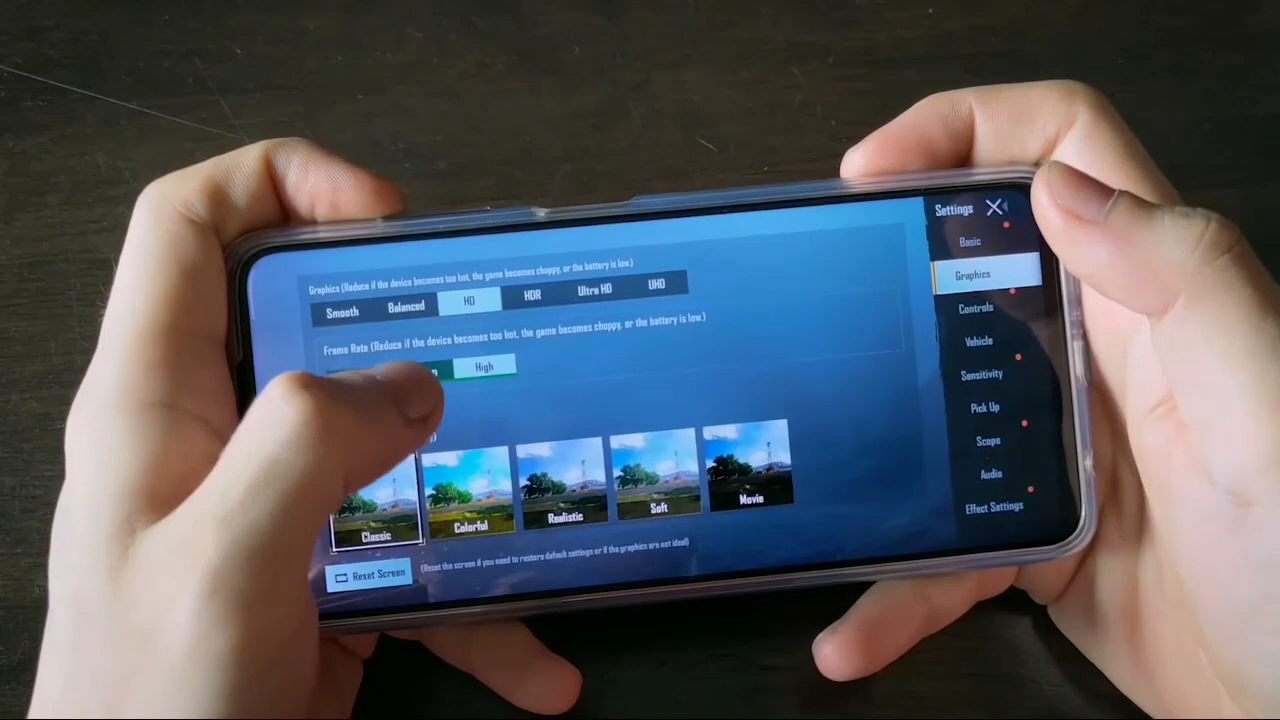 Settings
Basic
Graphics (Reduce if the device becomes too hot, the game becomes choppy, or the battery is low.)
Smooth Balanced HD HDR Ultra HD UHD
Graphics
Controls
Frame Rate (Reduce if the device becomes too hot, the game becomes choppy, or the battery is low.)
Vehicle
High
Sensitivity
Pick Up
Scope
Audio
Classic Colorful Realistic Soft Movie
Effect Settings
Reset Screen (Reset the screen if you need to restore default settings or if the graphics are not ideal)